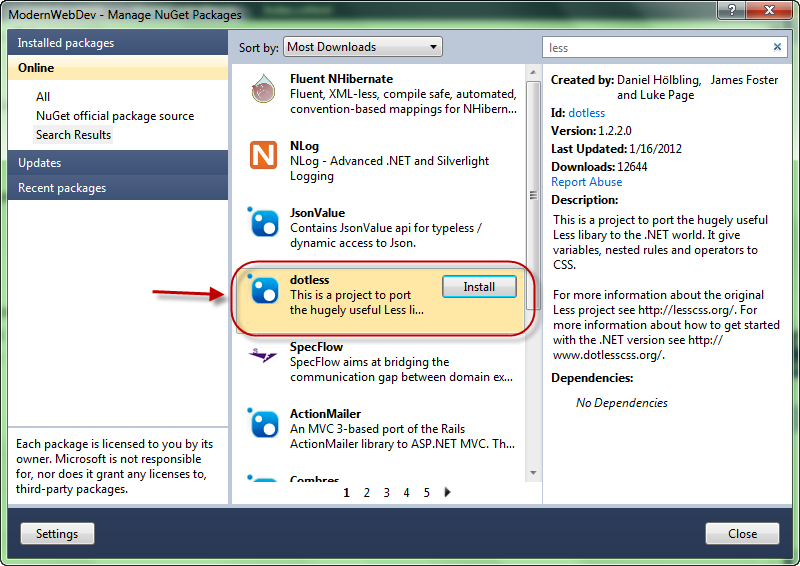 ModernWebDev - Manage NuGet Packages
?
Installed packages
Online
All
NuGet official package source
Search Results
Updates
Recent packages
Each package is licensed to you by its
owner. Microsoft is not responsible
for, nor does it grant any licenses to,
third-party packages.
Sort by: Most Downloads
Fluent NHibernate
Fluent, XML-less, compile safe, automated,
convention-based mappings for NHibern...
NLog
NLog - Advanced .NET and Silverlight
Logging
JsonValue
Contains JsonValue api for typeless /
dynamic access to Json.
dotless
This is a project to port
the hugely useful Less li...
Install
SpecFlow
SpecFlow aims at bridging the
communication gap between domain ex...
ActionMailer
An MVC 3-based port of the Rails
ActionMailer library to ASP.NET MVC. Th...
Combres
1 2 3 4 5
less
Created by: Daniel Hölbling, James Foster
and Luke Page
Id: dotless
Version: 1.2.2.0
Last Updated: 1/16/2012
Downloads: 12644
Report Abuse
Description:
This is a project to port the hugely useful
Less libary to the .NET world. It give
variables, nested rules and operators to
CSS.
For more information about the original
Less project see http://lesscss.org/. For
more information about how to get started
with the .NET version see http://
www.dotlesscss.org/.
Dependencies:
No Dependencies
Settings
Close